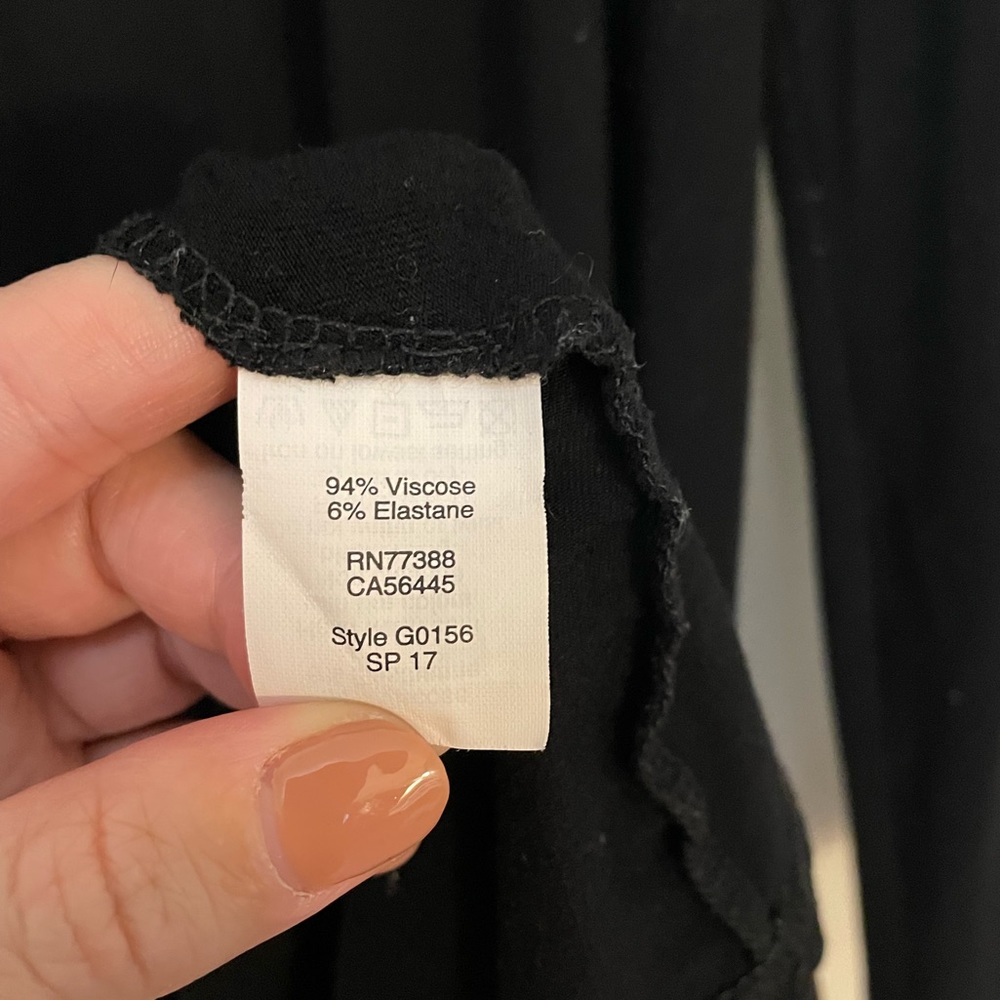 94% Viscose
6% Elastane
RN77388
CA56445
Style G0156
SP 17